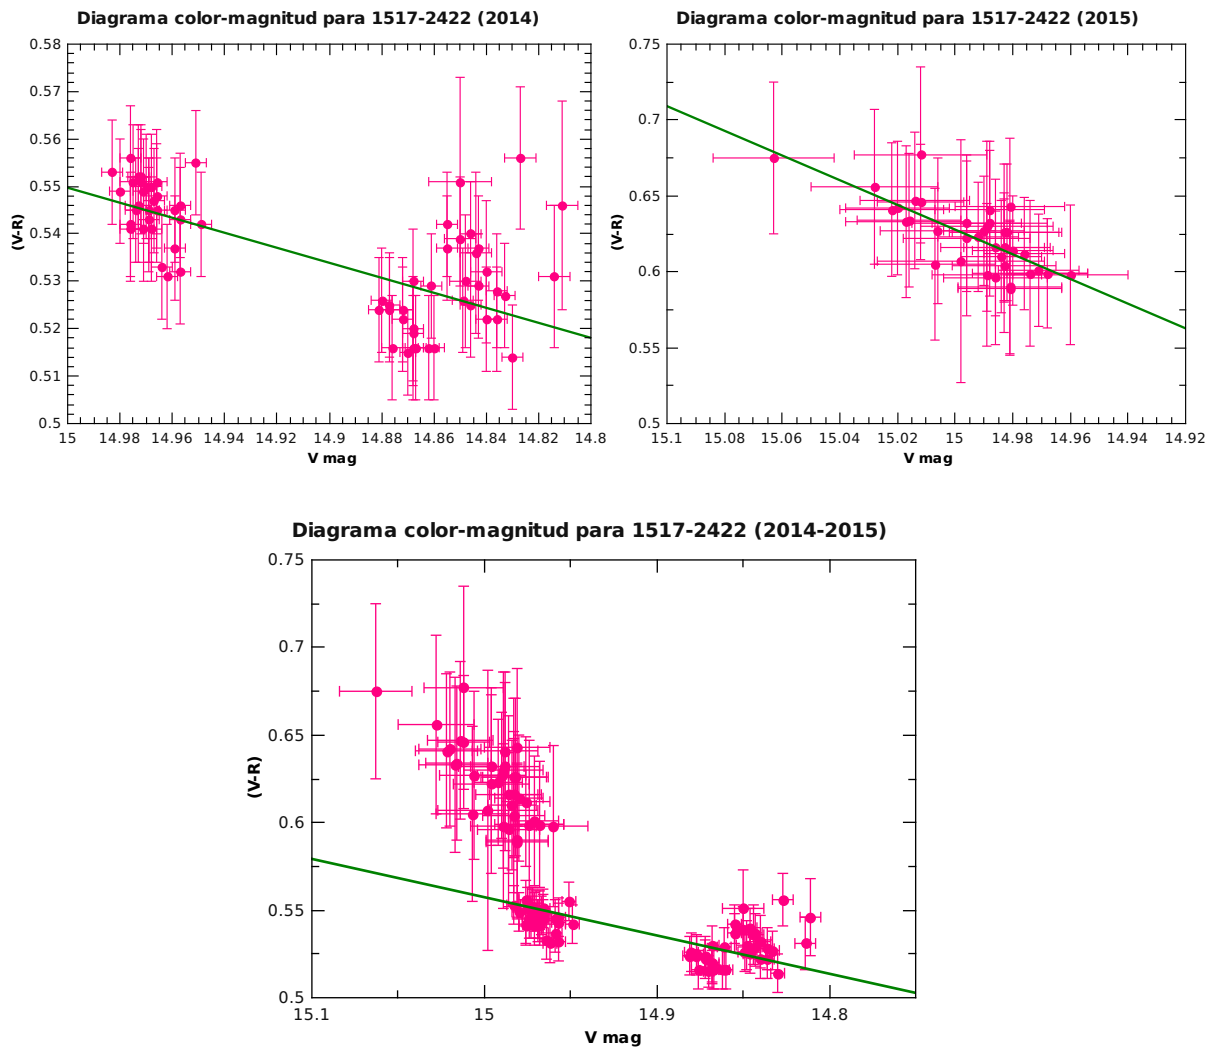 Diagrama color-magnitud para 1517-2422 (2014)
0.58
0.57
0.56
0.55
0.54
0.53
0.52
0.51
0.5
(V-R)
15 14.98 14.96 14.94 14.92 14.9 14.88 14.86 14.84 14.82 14.8
V mag
Diagrama color-magnitud para 1517-2422 (2015)
0.75
0.7
0.65
0.6
0.55
0.5
(V-R)
15.1 15.08 15.06 15.04 15.02 15 14.98 14.96 14.94 14.92
V mag
Diagrama color-magnitud para 1517-2422 (2014-2015)
0.75
0.7
0.65
0.6
0.55
0.5
(V-R)
15.1 15 14.9 14.8
V mag